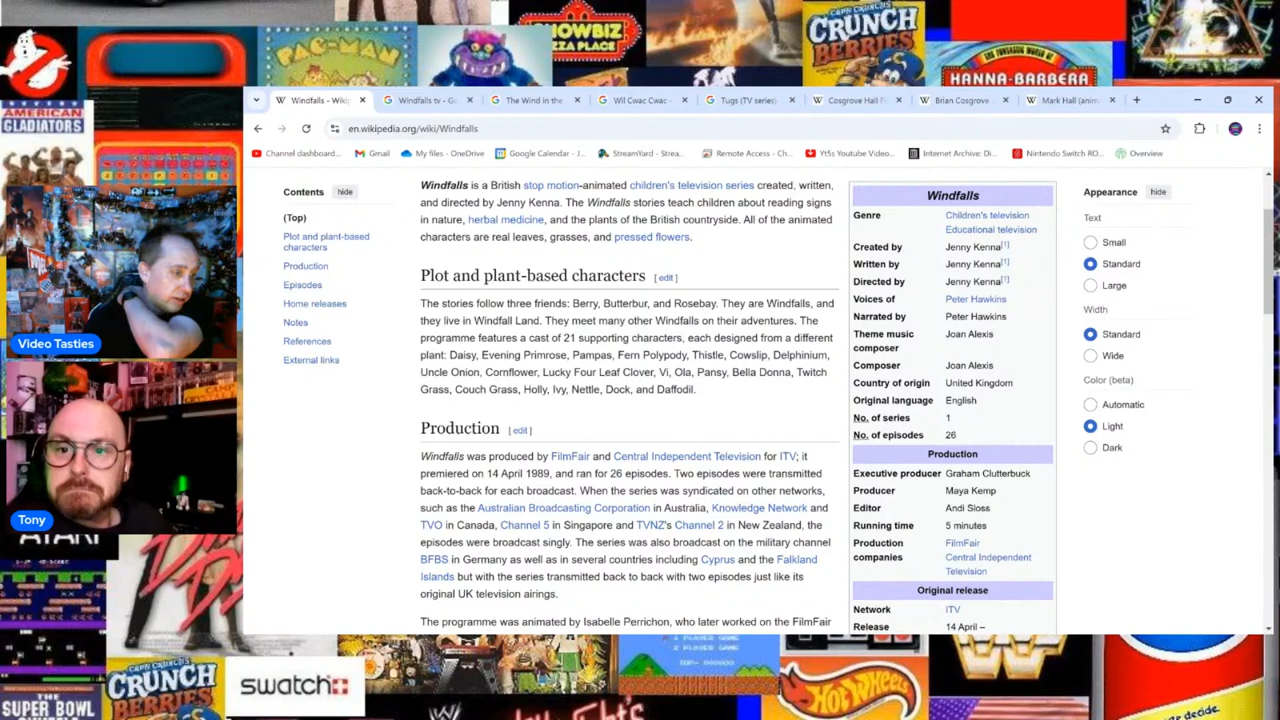 SHOWBIZ
PIZZA PLACE
CAP'N CRUNCH'S
CRUNCH
BERRIES
PAC-MAN
THE FUNTASTIC WORLD OF
HANNA-BARBERA
AMERICAN
GLADIATORS
Windfalls - Wiki
Windfalls tv - Go
The Wind in the
Wil Cwac Cwac -
Tugs (TV series)
Cosgrove Hall F
Brian Cosgrove
Mark Hall (anima
en.wikipedia.org/wiki/Windfalls
Channel dashboard...
Gmail
My files - OneDrive
Google Calendar - J...
StreamYard - Strea...
Remote Access - Ch...
Yt5s Youtube Video...
Internet Archive: Di...
Nintendo Switch RO...
Overview
Contents hide
(Top)
Plot and plant-based
characters
Production
Episodes
Home releases
Notes
References
External links
Windfalls is a British stop motion-animated children's television series created, written,
and directed by Jenny Kenna. The Windfalls stories teach children about reading signs
in nature, herbal medicine, and the plants of the British countryside. All of the animated
characters are real leaves, grasses, and pressed flowers.
Plot and plant-based characters [ edit ]
The stories follow three friends: Berry, Butterbur, and Rosebay. They are Windfalls, and
they live in Windfall Land. They meet many other Windfalls on their adventures. The
programme features a cast of 21 supporting characters, each designed from a different
plant: Daisy, Evening Primrose, Pampas, Fern Polypody, Thistle, Cowslip, Delphinium,
Uncle Onion, Cornflower, Lucky Four Leaf Clover, Vi, Ola, Pansy, Bella Donna, Twitch
Grass, Couch Grass, Holly, Ivy, Nettle, Dock, and Daffodil.
Production [ edit ]
Windfalls was produced by FilmFair and Central Independent Television for ITV; it
premiered on 14 April 1989, and ran for 26 episodes. Two episodes were transmitted
back-to-back for each broadcast. When the series was syndicated on other networks,
such as the Australian Broadcasting Corporation in Australia, Knowledge Network and
TVO in Canada, Channel 5 in Singapore and TVNZ's Channel 2 in New Zealand, the
episodes were broadcast singly. The series was also broadcast on the military channel
BFBS in Germany as well as in several countries including Cyprus and the Falkland
Islands but with the series transmitted back to back with two episodes just like its
original UK television airings.
The programme was animated by Isabelle Perrichon, who later worked on the FilmFair
Windfalls
Genre Children's television
Educational television
Created by Jenny Kenna[1]
Written by Jenny Kenna[1]
Directed by Jenny Kenna[1]
Voices of Peter Hawkins
Narrated by Peter Hawkins
Theme music Joan Alexis
composer
Composer Joan Alexis
Country of origin United Kingdom
Original language English
No. of series 1
No. of episodes 26
Production
Executive producer Graham Clutterbuck
Producer Maya Kemp
Editor Andi Sloss
Running time 5 minutes
Production FilmFair
companies Central Independent
Television
Original release
Network ITV
Release 14 April –
Appearance hide
Text
Small
Standard
Large
Width
Standard
Wide
Color (beta)
Automatic
Light
Dark
Video Tasties
Tony
ATARI
CAP'N CRUNCH'S
CRUNCH
BERRIES
swatch
THE
SUPER BOWL
1 PLAYER GAME
2 PLAYER GAME
TOP- 000000
HOT WHEELS
decide.